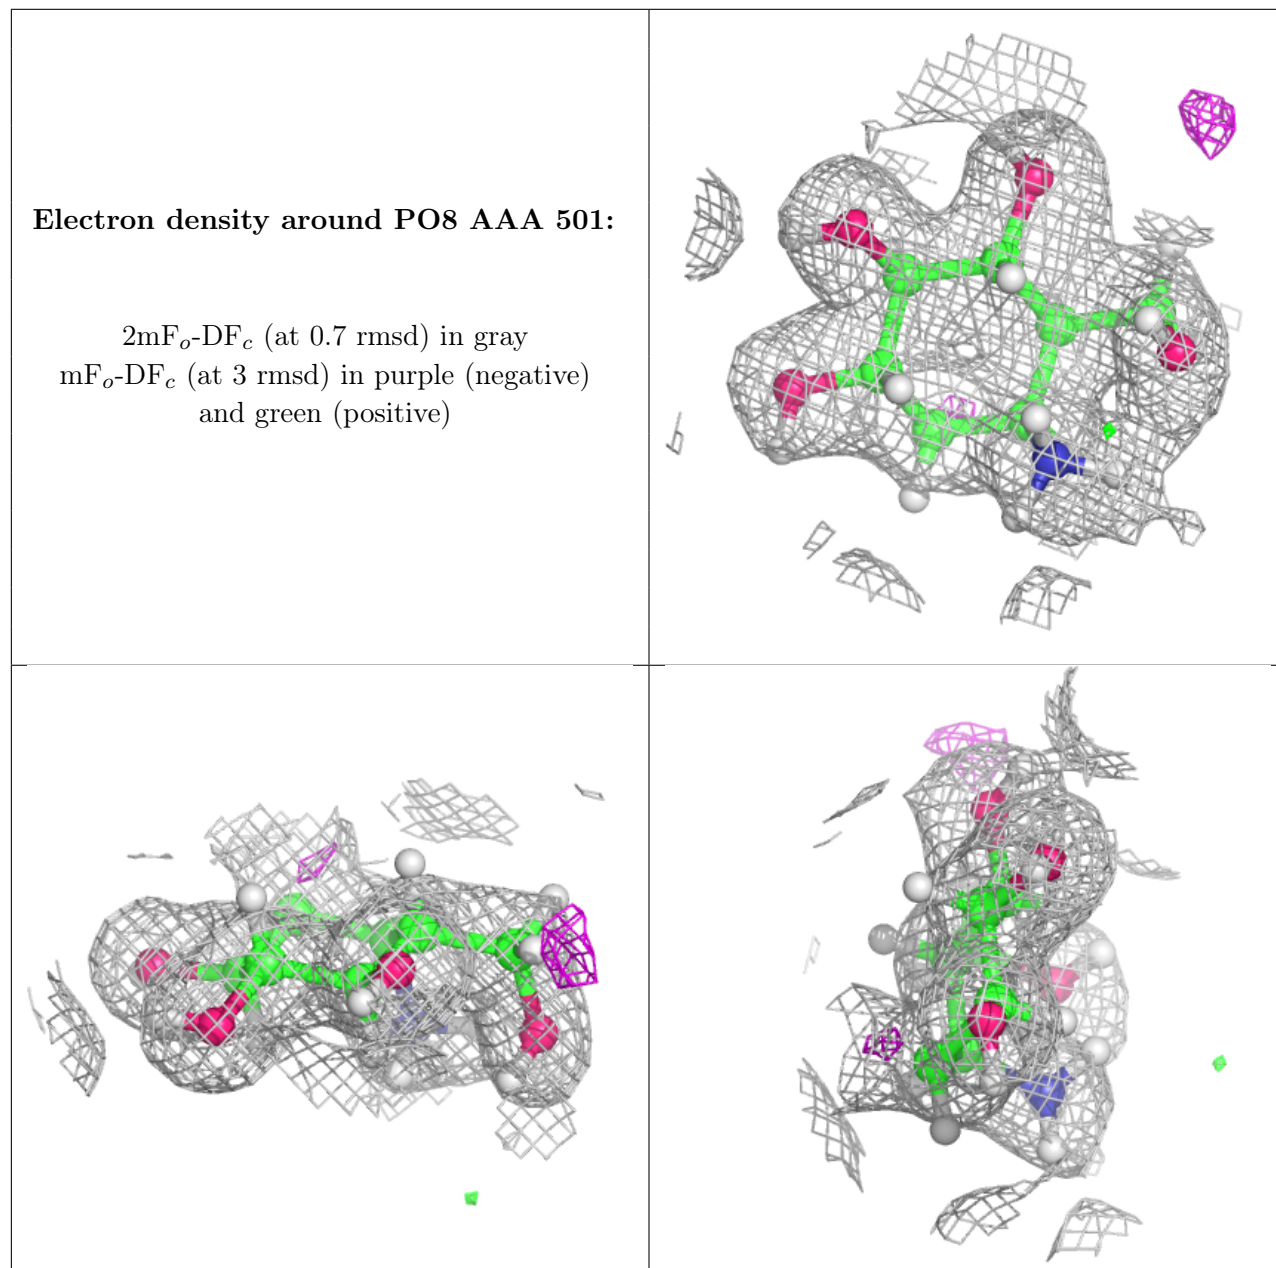 Electron density around PO8 AAA 501:
2mFo-DFc (at 0.7 rmsd) in gray
mFo-DFc (at 3 rmsd) in purple (negative)
and green (positive)